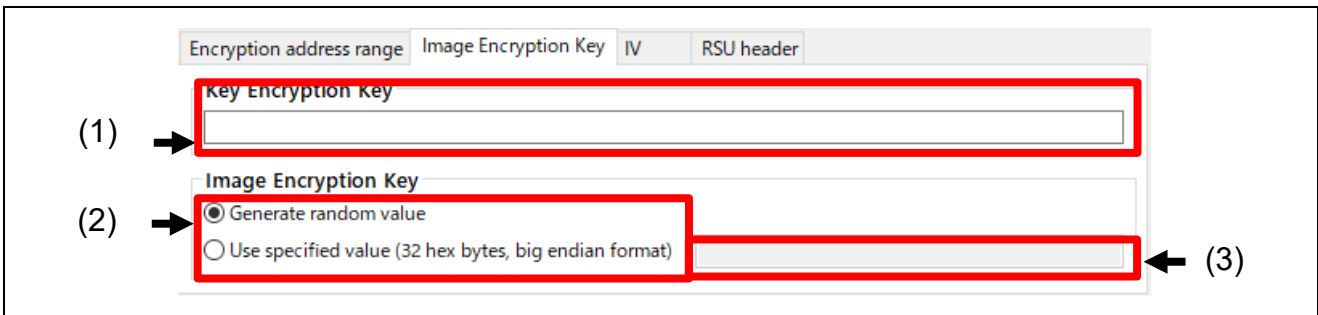 Encryption address range Image Encryption Key IV RSU header
Key Encryption Key
(1)
Image Encryption Key
(2)
Generate random value
Use specified value (32 hex bytes, big endian format)
(3)